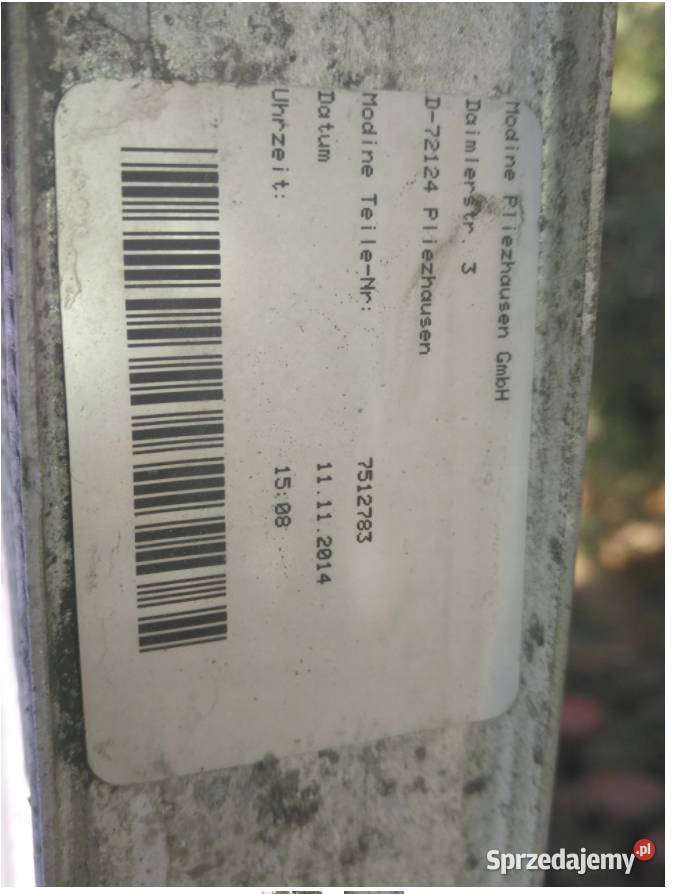 Modine Pliezhausen GmbH
Daimlerstr. 3
D-72124 Pliezhausen
Modine Teile-Nr: 7512783
Datum 11.11.2014
Uhrzeit: 15:08
Sprzedajemy.pl